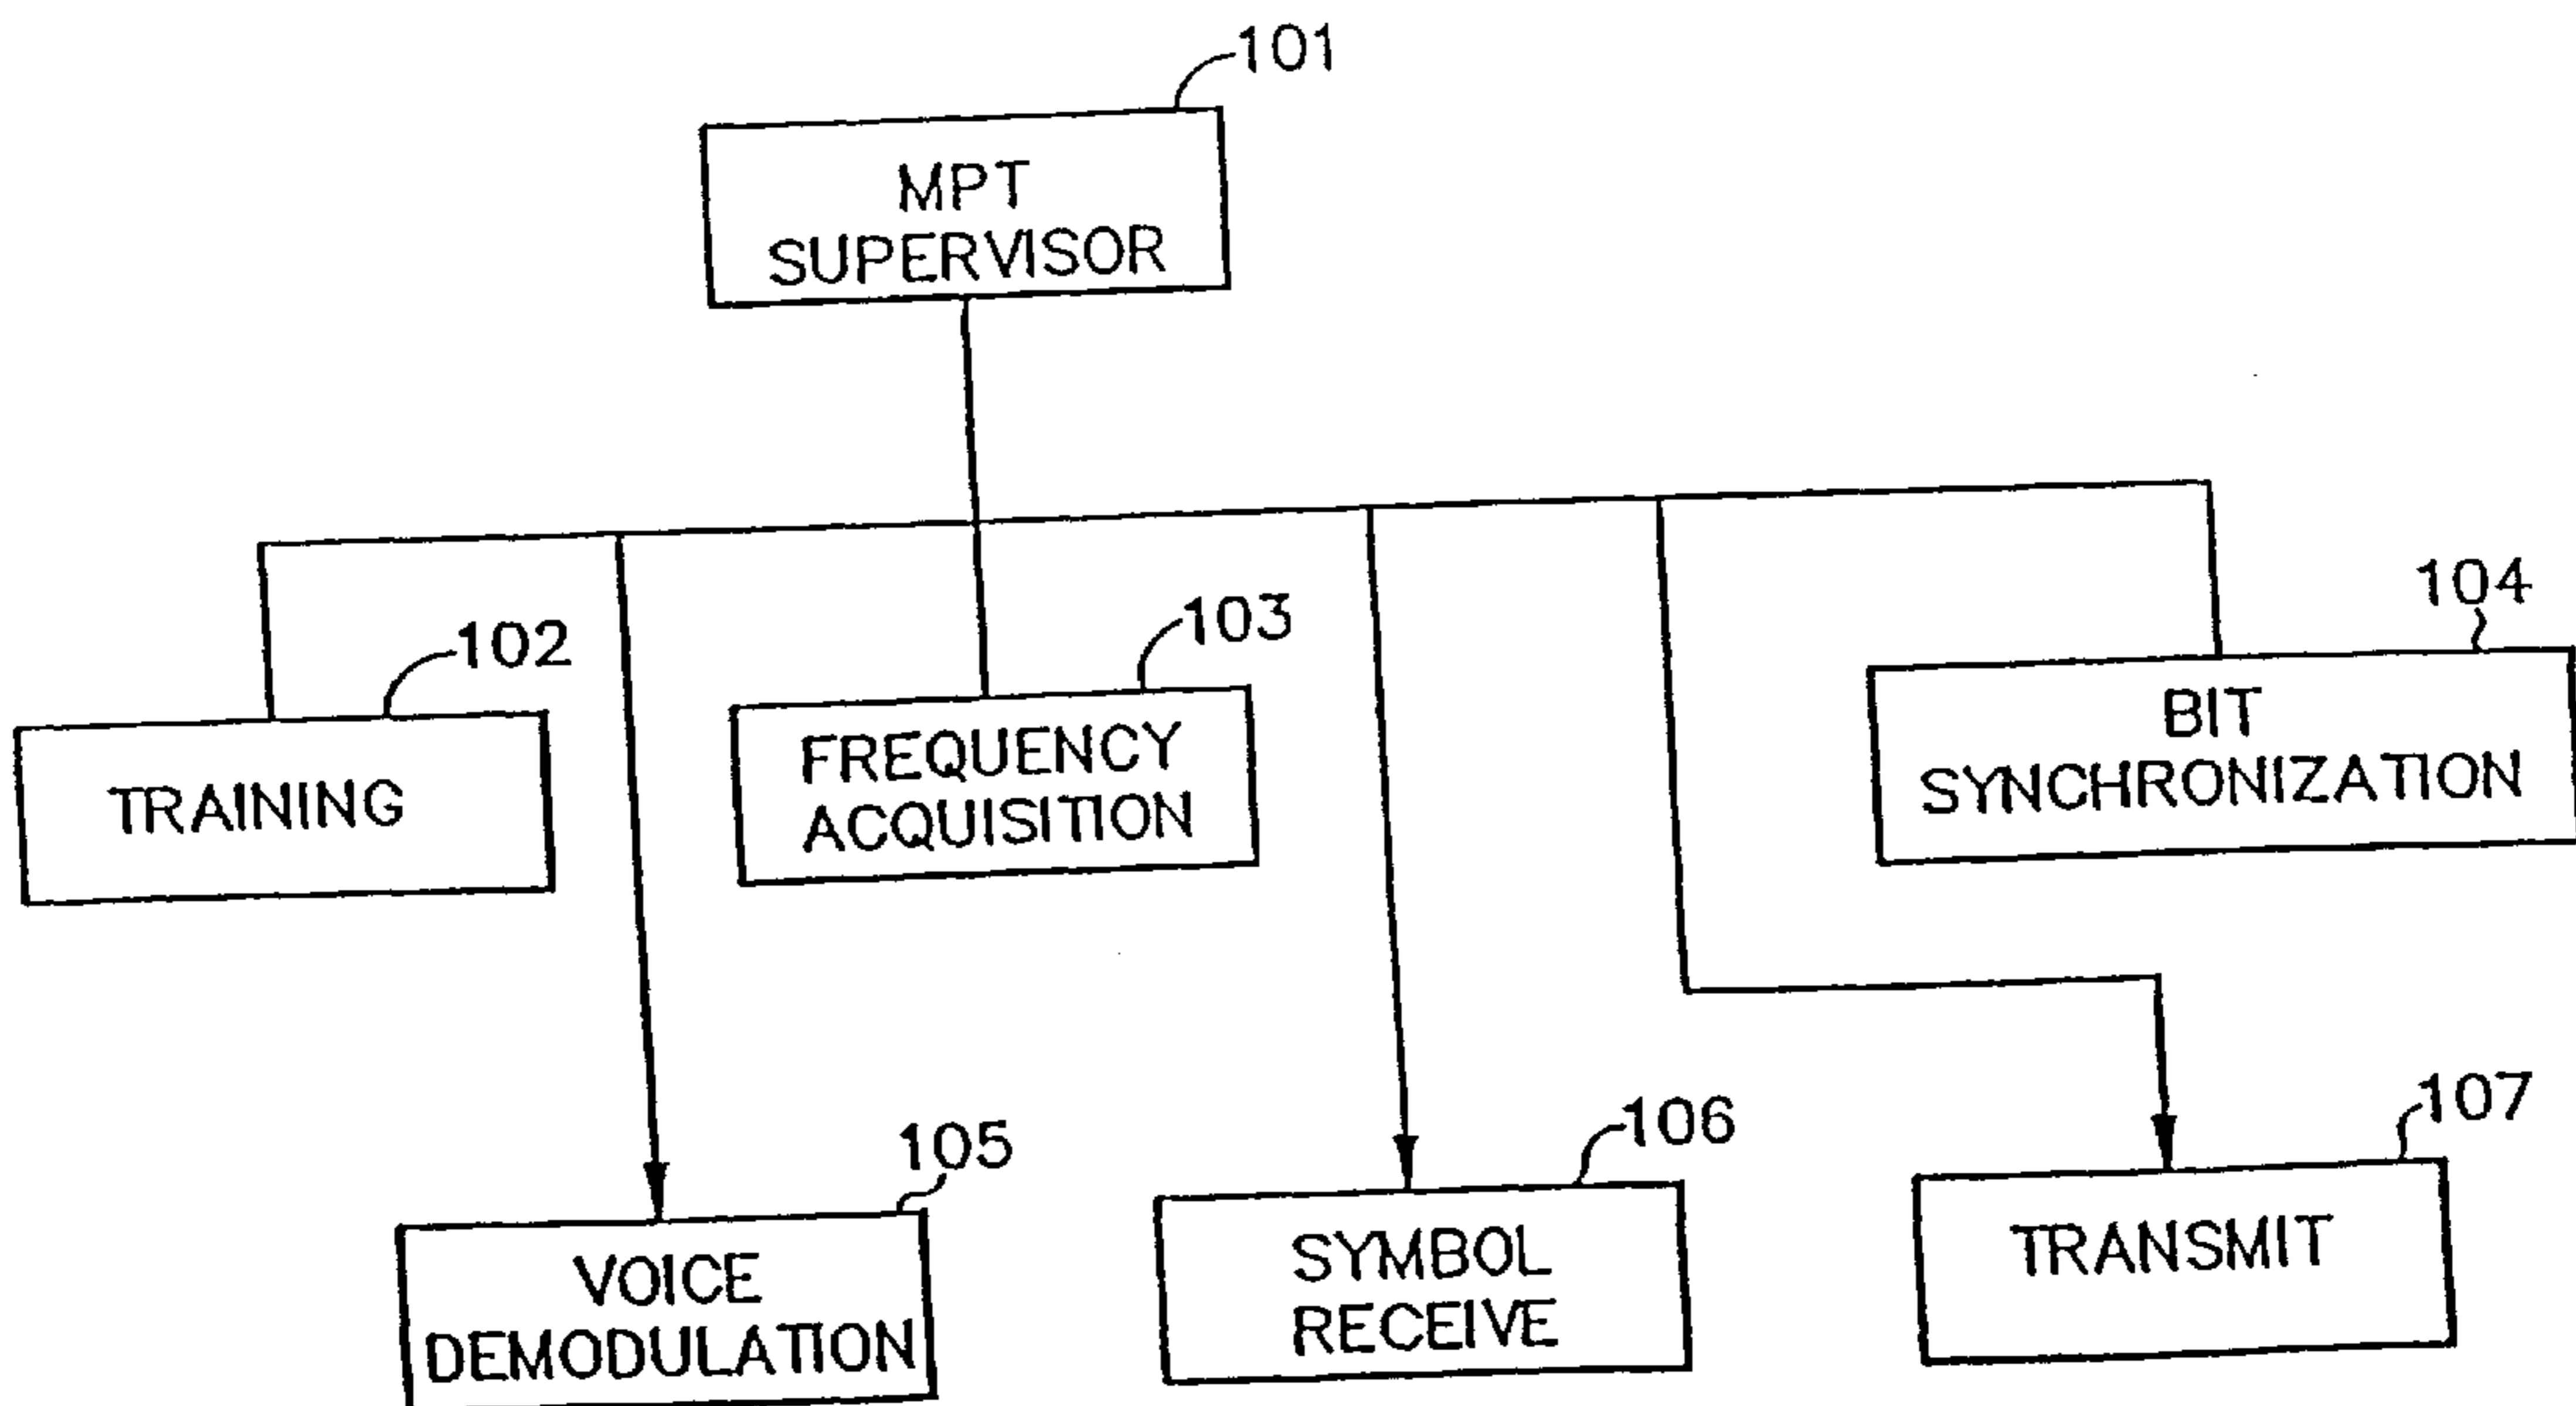 101
MPT
SUPERVISOR
102
TRAINING
103
FREQUENCY
ACQUISITION
104
BIT
SYNCHRONIZATION
105
VOICE
DEMODULATION
106
SYMBOL
RECEIVE
107
TRANSMIT